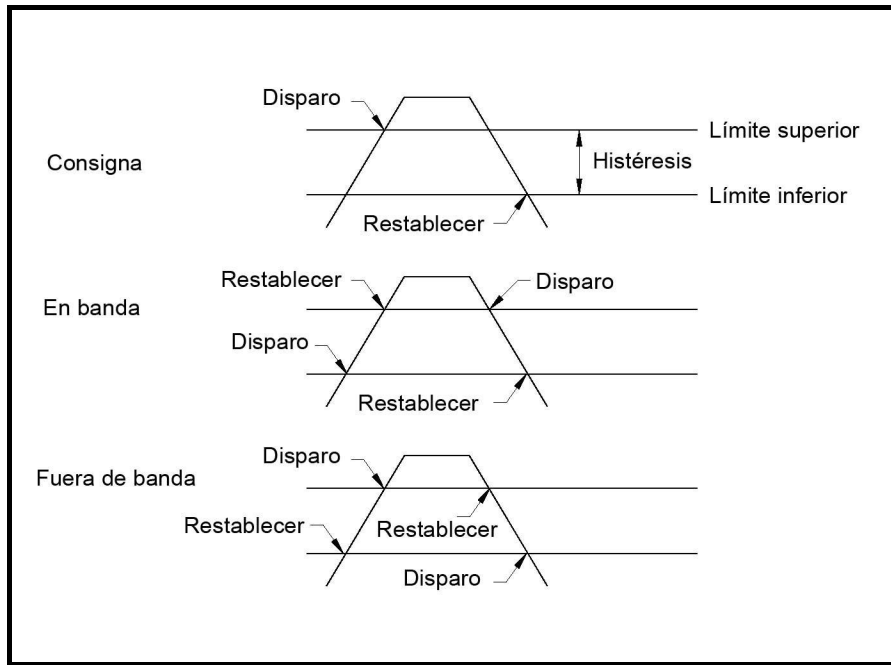 Disparo
Límite superior
Consigna
Histéresis
Límite inferior
Restablecer
Restablecer
Disparo
En banda
Disparo
Restablecer
Disparo
Fuera de banda
Restablecer
Restablecer
Disparo